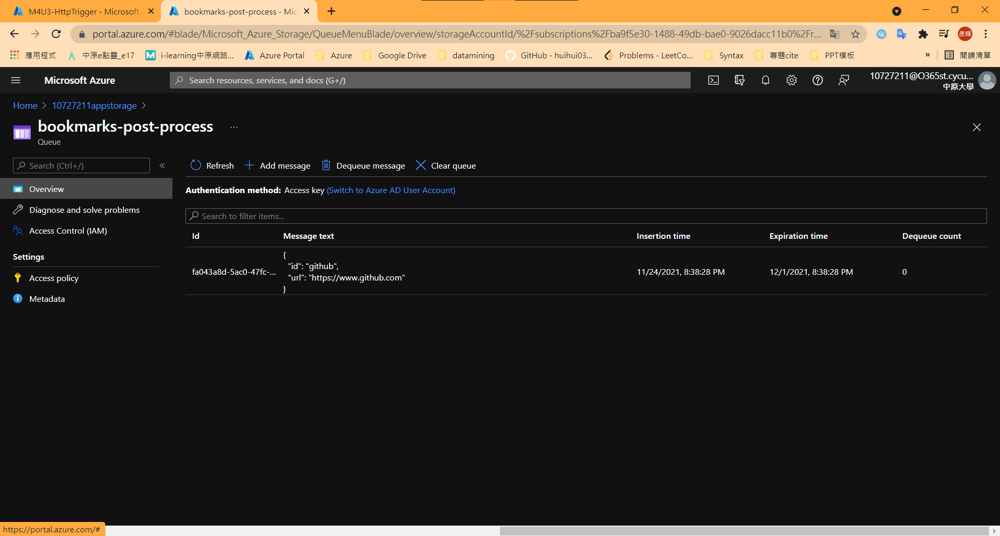 M4U3-HttpTrigger - Microsoft
bookmarks-post-process - Mic
portal.azure.com/#blade/Microsoft_Azure_Storage/QueueMenuBlade/overview/storageAccountId/%2Fsubscriptions%2Fba9f5e30-1488-49db-bae0-9026dacc11b0%2Fr...
彥輝
應用程式
中原e點靈_e17
i-learning中原網路...
Azure Portal
Azure
Google Drive
datamining
GitHub - huihui03...
Problems - LeetCo...
Syntax
專題cite
PPT模板
»
閱讀清單
Microsoft Azure
Search resources, services, and docs (G+/)
10727211@O365st.cycu...
中原大學
Home > 10727211appstorage >
bookmarks-post-process ...
Queue
Search (Ctrl+/)
«
Refresh
Add message
Dequeue message
Clear queue
Overview
Diagnose and solve problems
Access Control (IAM)
Settings
Access policy
Metadata
Authentication method: Access key (Switch to Azure AD User Account)
Search to filter items...
Id Message text Insertion time Expiration time Dequeue count
{
"id": "github",
fa043a8d-5ac0-47fc-... 11/24/2021, 8:38:28 PM 12/1/2021, 8:38:28 PM 0
"url": "https://www.github.com"
}
https://portal.azure.com/#